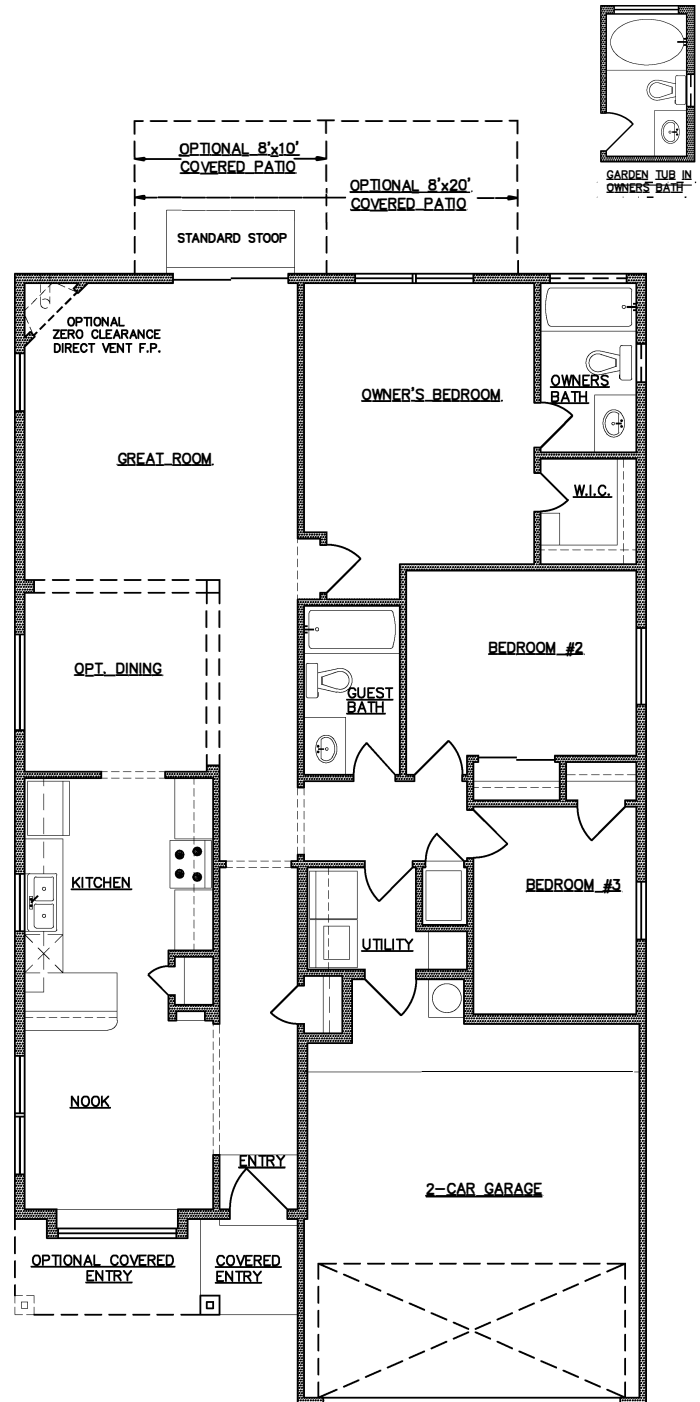 OPTIONAL 8'x10'
COVERED PATIO
OPTIONAL 8'x20'
COVERED PATIO
GARDEN TUB IN
OWNERS BATH
STANDARD STOOP
OPTIONAL
ZERO CLEARANCE
DIRECT VENT F.P.
OWNER'S BEDROOM
OWNERS
BATH
GREAT ROOM
W.I.C.
OPT. DINING
BEDROOM #2
GUEST
BATH
KITCHEN
BEDROOM #3
UTILITY
NOOK
ENTRY
2-CAR GARAGE
OPTIONAL COVERED
ENTRY
COVERED
ENTRY